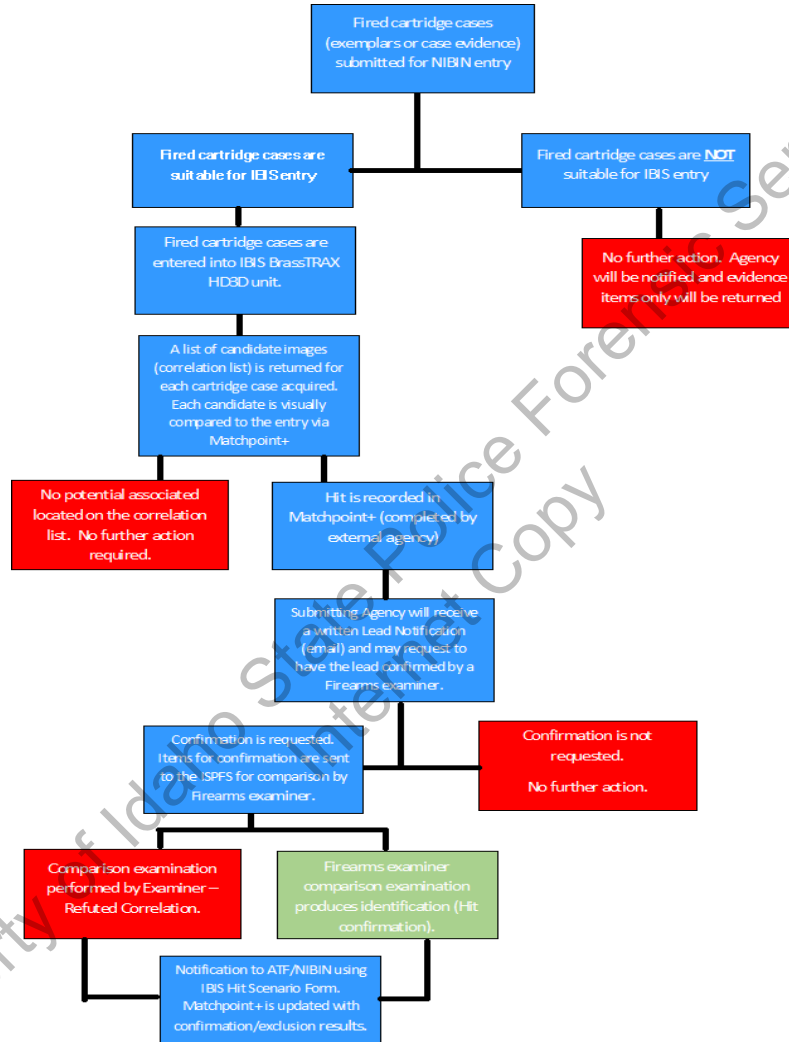 Fired cartridge cases
(exemplars or case evidence)
submitted for NIBIN entry
Fired cartridge cases are
suitable for IBIS entry
Fired cartridge cases are NOT
suitable for IBIS entry
Fired cartridge cases are
entered into IBIS BrassTRAX
HD3D unit.
No further action. Agency
will be notified and evidence
items only will be returned
A list of candidate images
(correlation list) is returned for
each cartridge case acquired.
Each candidate is visually
compared to the entry via
Matchpoint+
No potential associated
located on the correlation
list. No further action
required.
Hit is recorded in
Matchpoint+ (completed by
external agency)
Submitting Agency will receive
a written Lead Notification
(email) and may request to
have the lead confirmed by a
Firearms examiner.
Confirmation is requested.
Items for confirmation are sent
to the ISPFS for comparison by
Firearms examiner.
Confirmation is not
requested.
No further action.
Comparison examination
performed by Examiner –
Refuted Correlation.
Firearms examiner
comparison examination
produces identification (Hit
confirmation).
Notification to ATF/NIBIN using
IBIS Hit Scenario Form.
Matchpoint+ is updated with
confirmation/exclusion results.
of Idaho State Police Forensic
Internet Copy